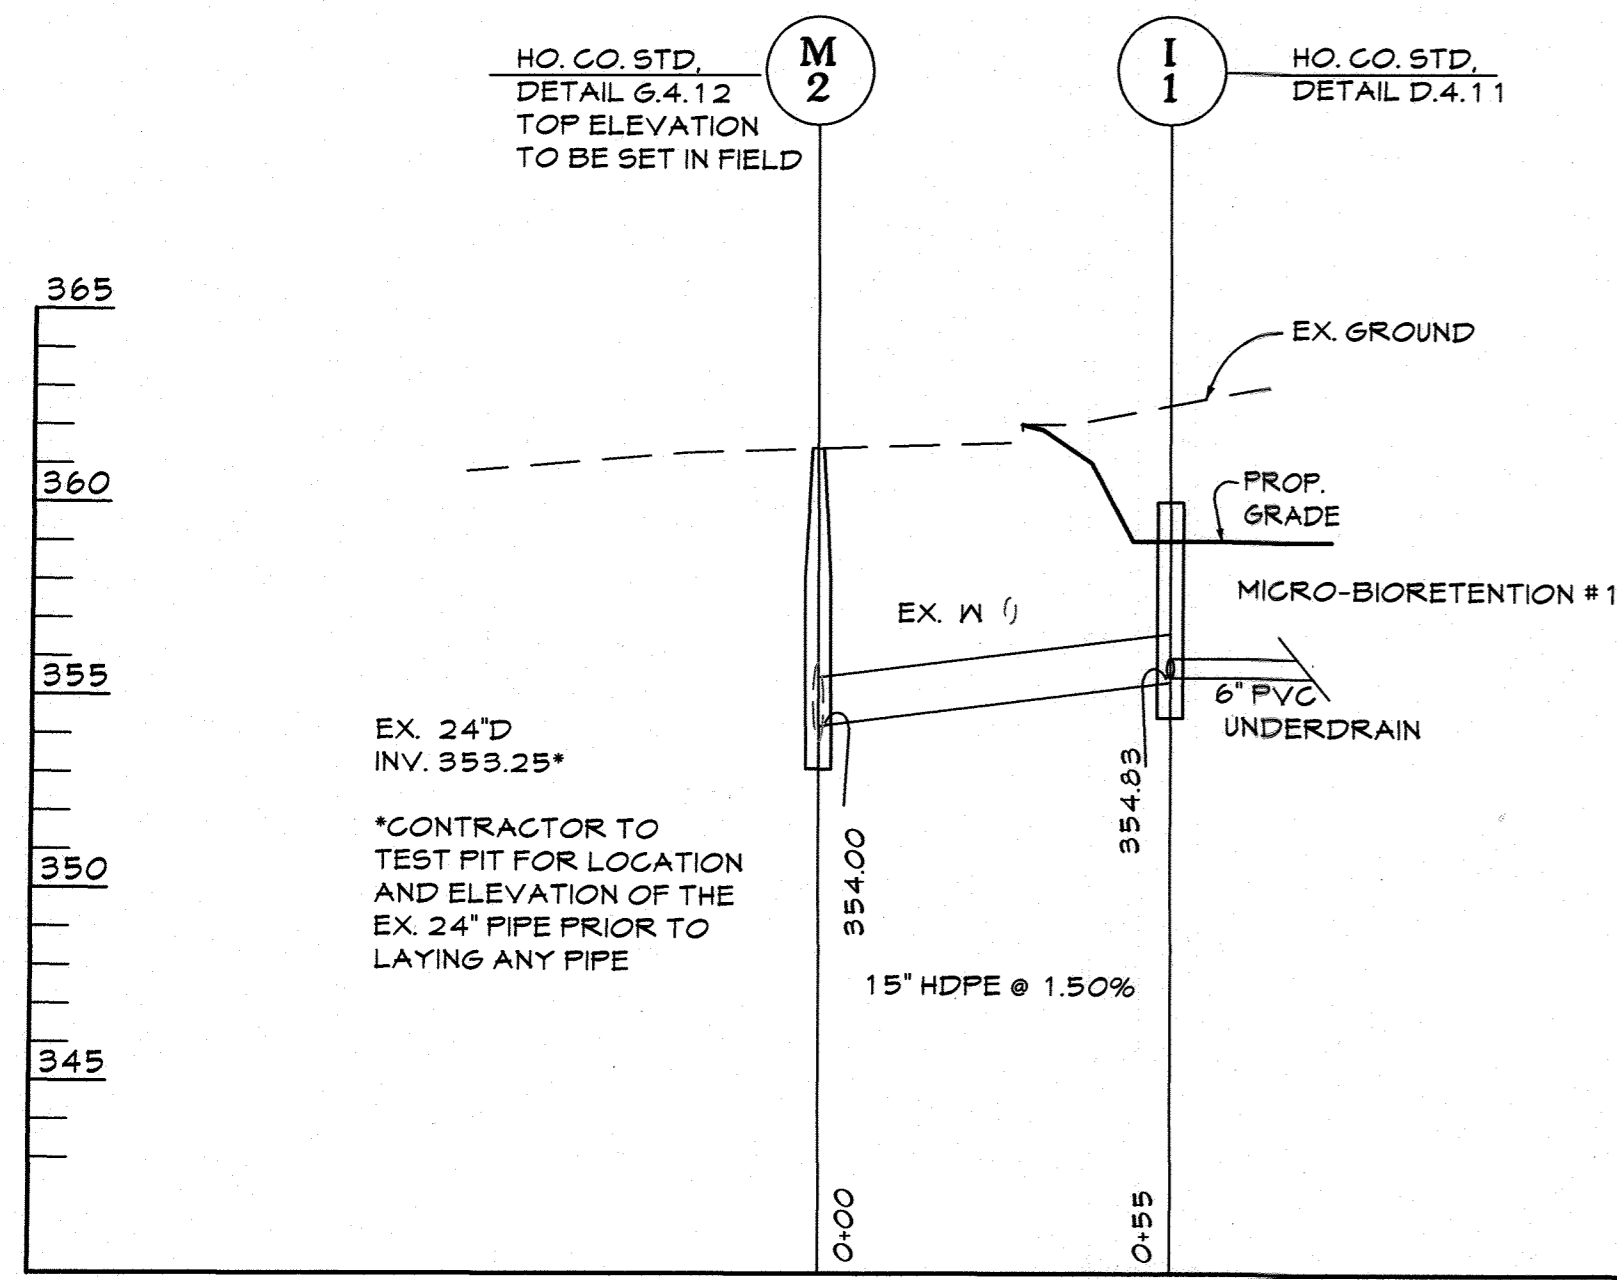 M
2
HO. CO. STD,
DETAIL G.4.12
TOP ELEVATION
TO BE SET IN FIELD
I
1
HO. CO. STD,
DETAIL D.4.11
365
360
355
350
345
EX. GROUND
PROP.
GRADE
MICRO-BIORETENTION #1
EX. W
6" PVC
UNDERDRAIN
EX. 24"D
INV. 353.25*
*CONTRACTOR TO
TEST PIT FOR LOCATION
AND ELEVATION OF THE
EX. 24" PIPE PRIOR TO
LAYING ANY PIPE
354.00
354.83
15" HDPE @ 1.50%
0+00
0+55